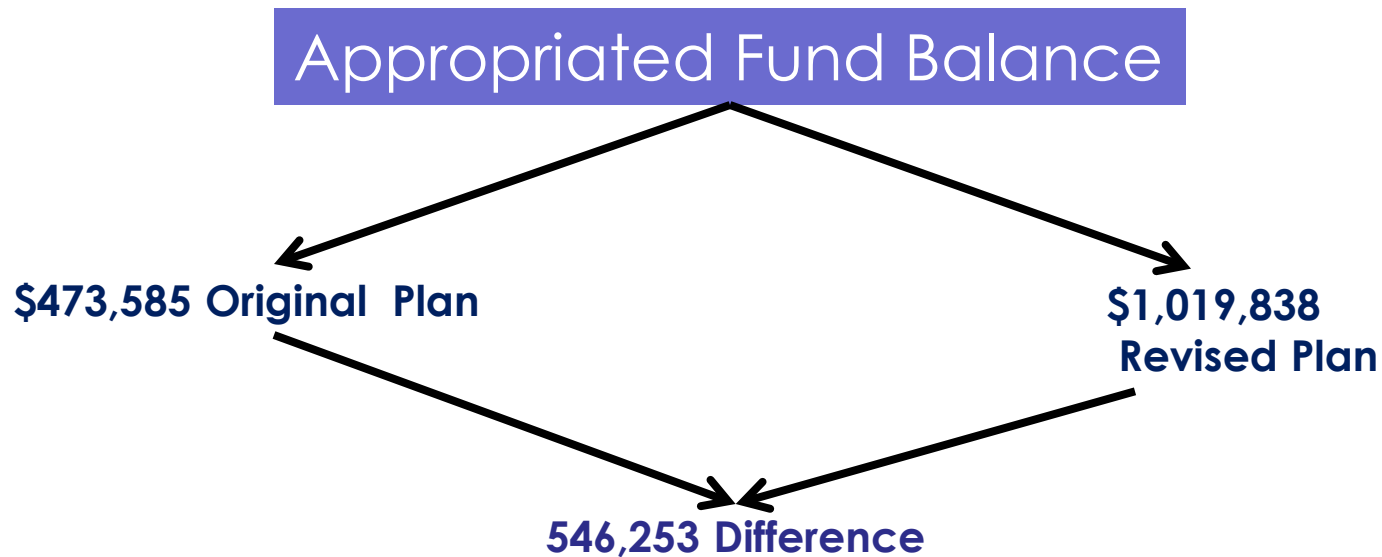 Appropriated Fund Balance
$473,585 Original Plan
$1,019,838
Revised Plan
546,253 Difference